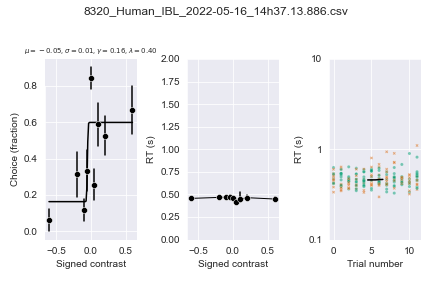 8320_Human_IBL_2022-05-16_14h37.13.886.csv
μ = −0.05, σ = 0.01, γ = 0.16, λ = 0.40
Choice (fraction)
0.8
0.6
0.4
0.2
0.0
−0.5 0.0 0.5
Signed contrast
RT (s)
2.00
1.75
1.50
1.25
1.00
0.75
0.50
0.25
0.00
−0.5 0.0 0.5
Signed contrast
RT (s)
10
1
0.1
0 5 10
Trial number